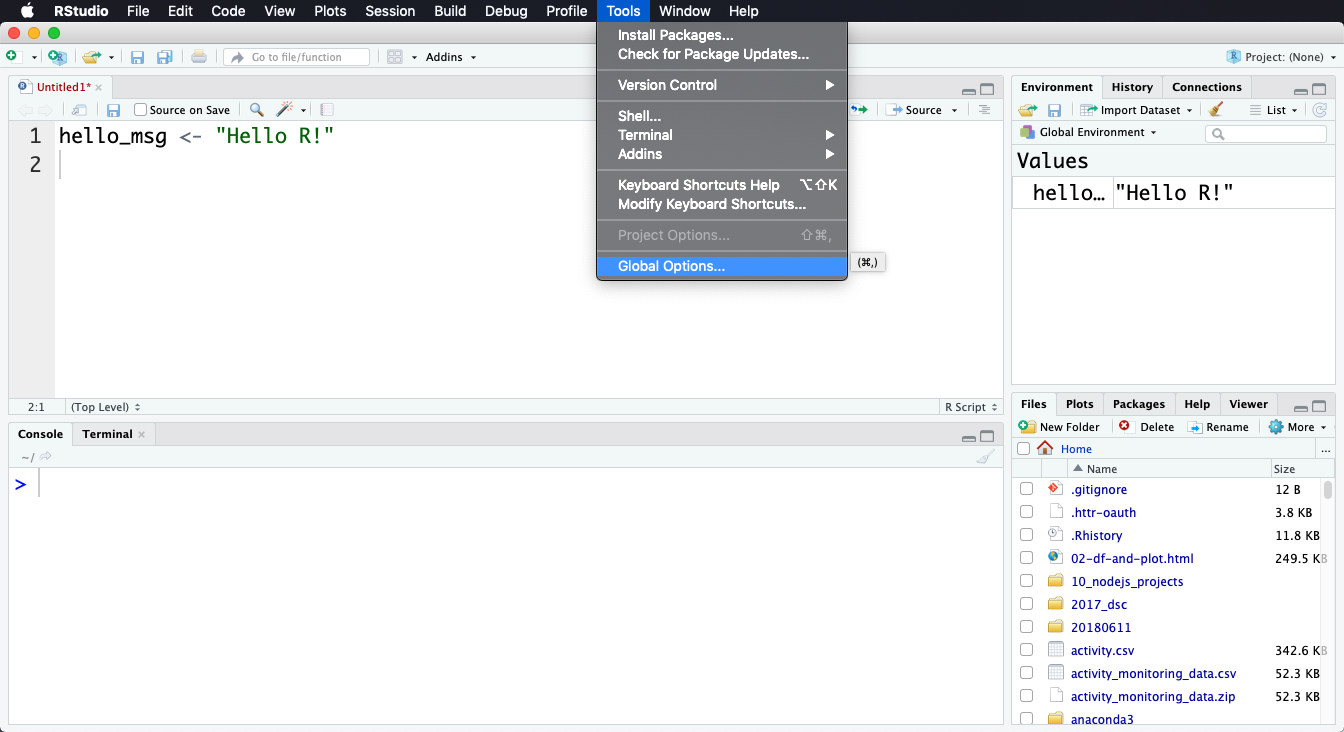 RStudio File Edit Code View Plots Session Build Debug Profile Tools Window Help
Install Packages...
Check for Package Updates...
Version Control
Shell...
Terminal
Addins
Keyboard Shortcuts Help ⌥⇧K
Modify Keyboard Shortcuts...
Project Options... ⇧⌘,
Global Options...
(⌘,)
Go to file/function Addins
Project: (None)
Untitled1*
Source on Save Source
1 hello_msg <- "Hello R!"
2
2:1 (Top Level) R Script
Console Terminal
~/
>
Environment History Connections
Import Dataset List
Global Environment
Values
hello… "Hello R!"
Files Plots Packages Help Viewer
New Folder Delete Rename More
Home ...
Name Size
.gitignore 12 B
.httr-oauth 3.8 KB
.Rhistory 11.8 KB
02-df-and-plot.html 249.5 KB
10_nodejs_projects
2017_dsc
20180611
activity.csv 342.6 KB
activity_monitoring_data.csv 52.3 KB
activity_monitoring_data.zip 52.3 KB
anaconda3